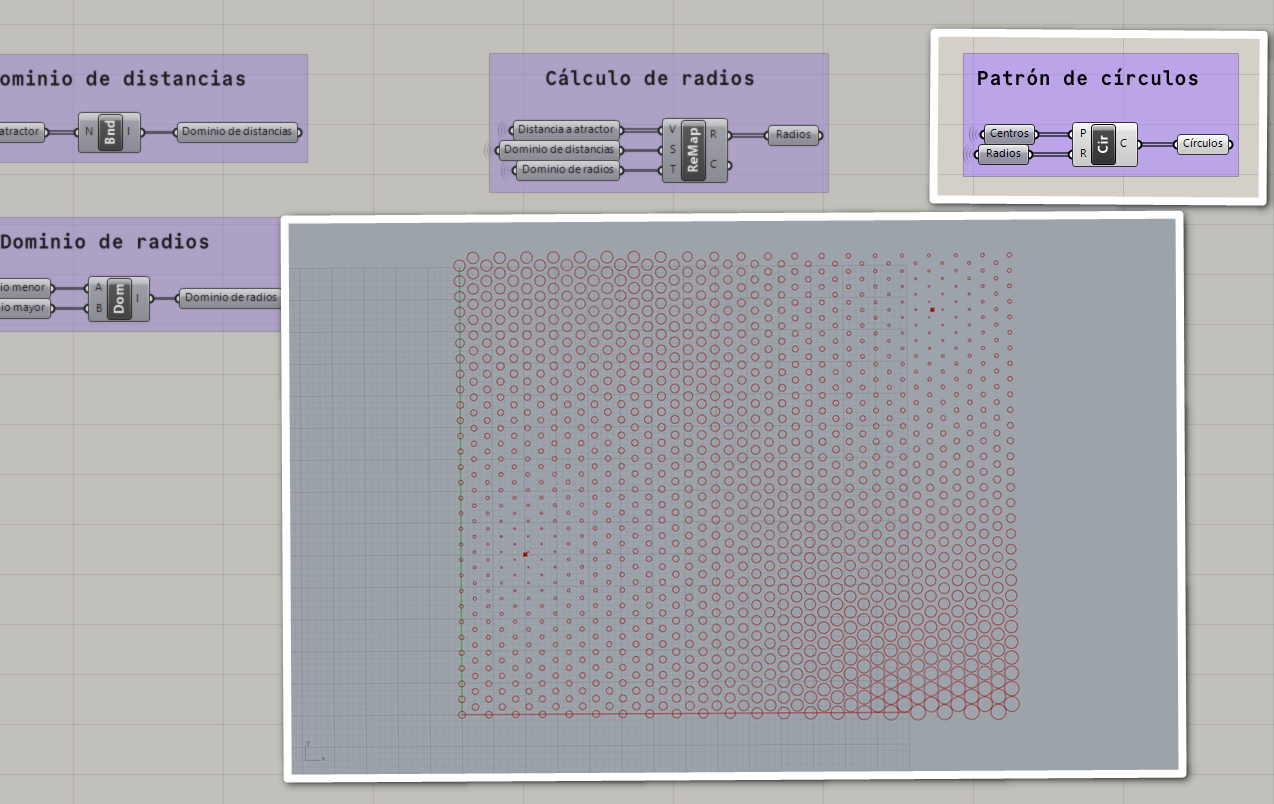 ominio de distancias
atractor
N
Bnd
I
Dominio de distancias
Cálculo de radios
Distancia a atractor
Dominio de distancias
Dominio de radios
V
S
T
ReMap
R
C
Radios
Patrón de círculos
Centros
Radios
P
R
Cir
C
Círculos
Dominio de radios
io menor
io mayor
A
B
Dom
I
Dominio de radios
y
x